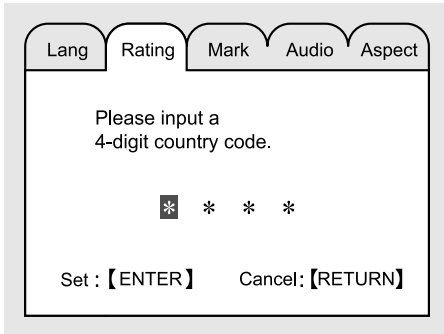 Lang Rating Mark Audio Aspect
Please input a
4-digit country code.
* * * *
Set :【ENTER】 Cancel:【RETURN】